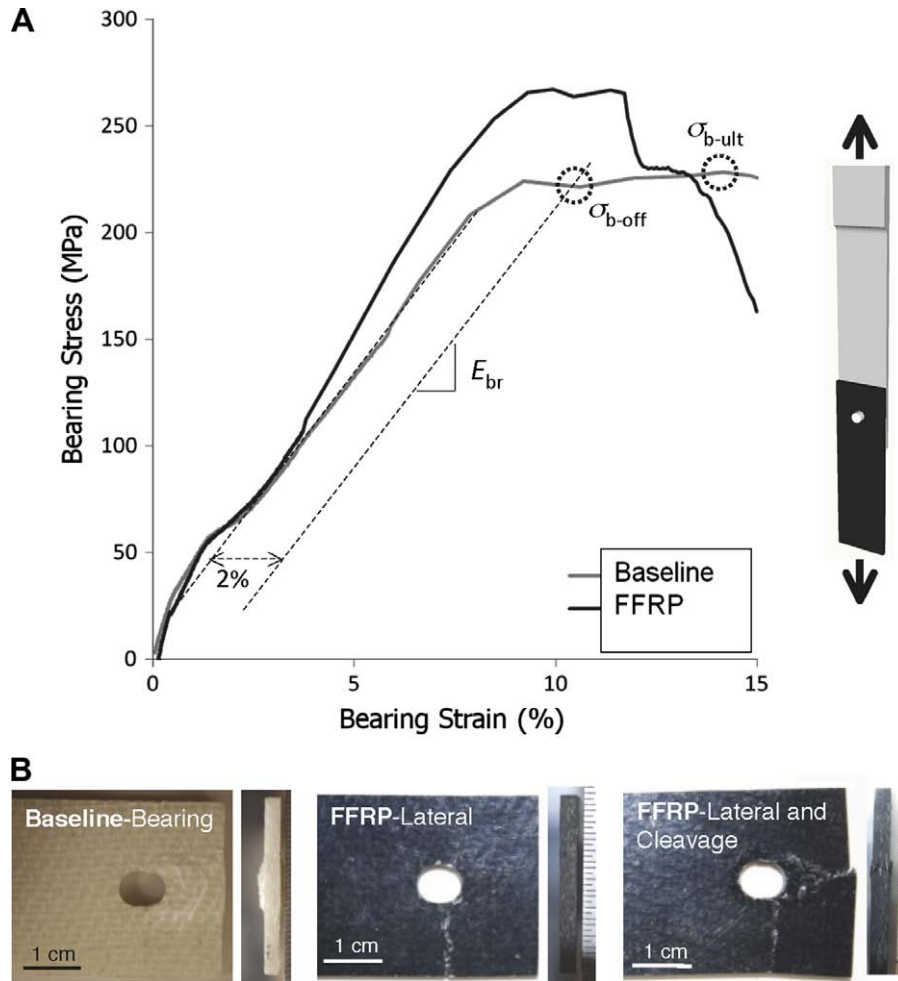 A
300
250
200
150
100
50
0
Bearing Stress (MPa)
σb-ult
σb-off
Ebr
2%
Baseline
FFRP
0
5
10
15
Bearing Strain (%)
B
Baseline-Bearing
1 cm
FFRP-Lateral
1 cm
FFRP-Lateral and
Cleavage
1 cm